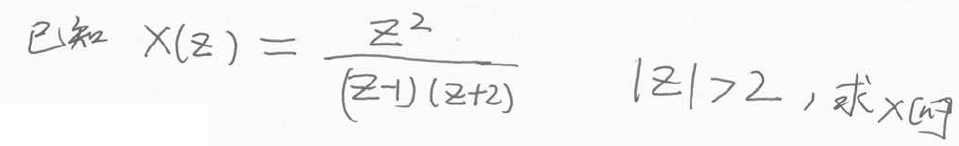 已知 X(z) = z²/((z-1)(z+2)) |z|>2，求x[n]